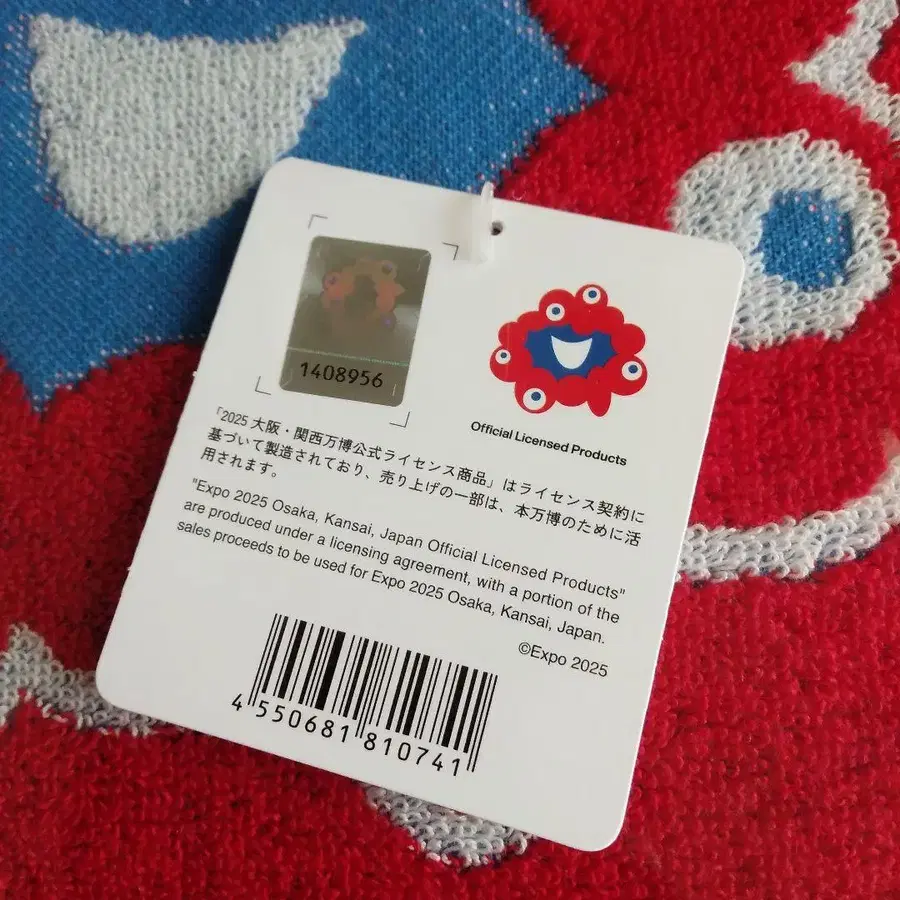 1408956
Official Licensed Products
「2025 大阪・関西万博公式ライセンス商品」はライセンス契約に
基づいて製造されており、売り上げの一部は、本万博のために活
用されます。
"Expo 2025 Osaka, Kansai, Japan Official Licensed Products"
are produced under a licensing agreement, with a portion of the
sales proceeds to be used for Expo 2025 Osaka, Kansai, Japan.
©Expo 2025
4 550681 810741